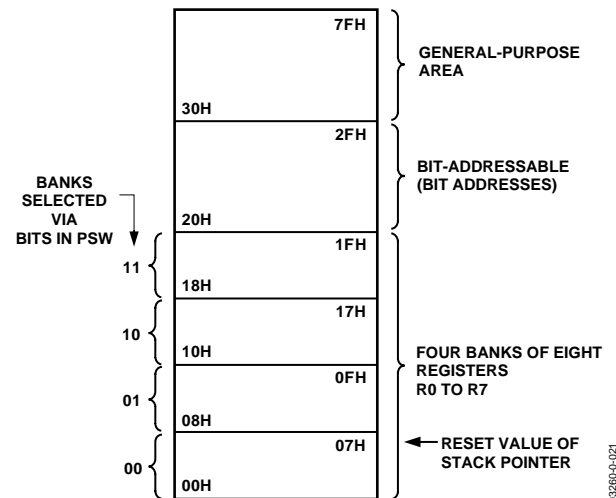 7FH
GENERAL-PURPOSE
AREA
30H
2FH
BIT-ADDRESSABLE
(BIT ADDRESSES)
BANKS
SELECTED
VIA
BITS IN PSW
20H
1FH
11
18H
17H
10
10H
FOUR BANKS OF EIGHT
REGISTERS
R0 TO R7
0FH
01
08H
07H
RESET VALUE OF
STACK POINTER
00
00H
3260-0-021